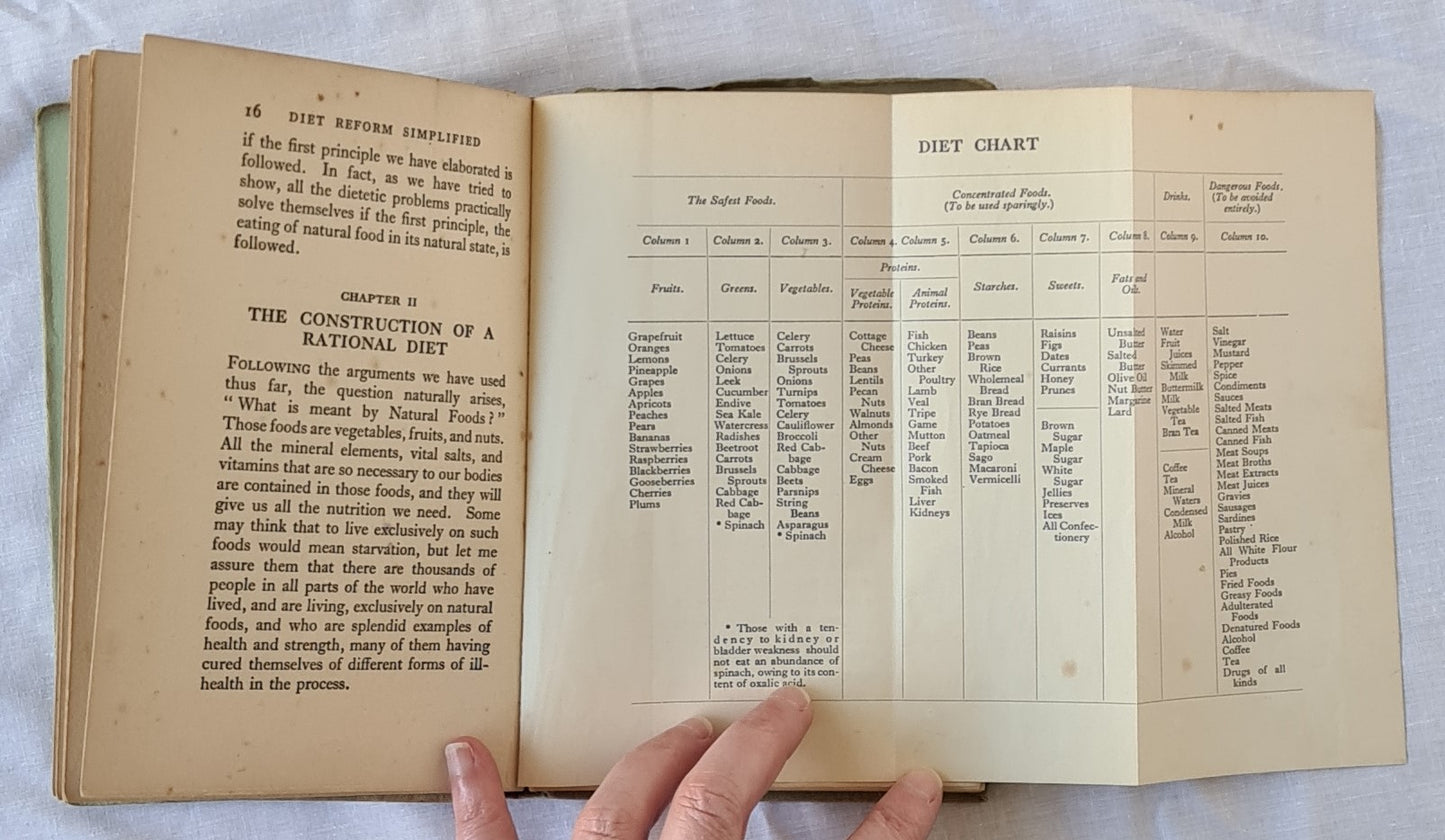 16 DIET REFORM SIMPLIFIED
if the first principle we have elaborated is
followed. In fact, as we have tried to
show, all the dietetic problems practically
solve themselves if the first principle, the
eating of natural food in its natural state, is
followed.
CHAPTER II
THE CONSTRUCTION OF A
RATIONAL DIET
FOLLOWING the arguments we have used
thus far, the question naturally arises,
“ What is meant by Natural Foods ? ”
Those foods are vegetables, fruits, and nuts.
All the mineral elements, vital salts, and
vitamins that are so necessary to our bodies
are contained in those foods, and they will
give us all the nutrition we need. Some
may think that to live exclusively on such
foods would mean starvation, but let me
assure them that there are thousands of
people in all parts of the world who have
lived, and are living, exclusively on natural
foods, and who are splendid examples of
health and strength, many of them having
cured themselves of different forms of ill-
health in the process.
DIET CHART
The Safest Foods.
Concentrated Foods.
(To be used sparingly.)
Drinks.
Dangerous Foods.
(To be avoided
entirely.)
Column 1
Column 2.
Column 3.
Column 4.
Column 5.
Column 6.
Column 7.
Column 8.
Column 9.
Column 10.
Proteins.
Fruits.
Greens.
Vegetables.
Vegetable
Proteins.
Animal
Proteins.
Starches.
Sweets.
Fats and
Oils.
Grapefruit
Oranges
Lemons
Pineapple
Grapes
Apples
Apricots
Peaches
Pears
Bananas
Strawberries
Raspberries
Blackberries
Gooseberries
Cherries
Plums
Lettuce
Tomatoes
Celery
Onions
Leek
Cucumber
Endive
Sea Kale
Watercress
Radishes
Beetroot
Carrots
Brussels
Sprouts
Cabbage
Red Cab-
bage
* Spinach
Celery
Carrots
Brussels
Sprouts
Onions
Turnips
Tomatoes
Celery
Cauliflower
Broccoli
Red Cab-
bage
Cabbage
Beets
Parsnips
String
Beans
Asparagus
* Spinach
* Those with a ten-
dency to kidney or
bladder weakness should
not eat an abundance of
spinach, owing to its con-
tent of oxalic acid.
Cottage
Cheese
Peas
Beans
Lentils
Pecan
Nuts
Walnuts
Almonds
Other
Nuts
Cream
Cheese
Eggs
Fish
Chicken
Turkey
Other
Poultry
Lamb
Veal
Tripe
Game
Mutton
Beef
Pork
Bacon
Smoked
Fish
Liver
Kidneys
Beans
Peas
Brown
Rice
Wholemeal
Bread
Bran Bread
Rye Bread
Potatoes
Oatmeal
Tapioca
Sago
Macaroni
Vermicelli
Raisins
Figs
Dates
Currants
Honey
Prunes
Brown
Sugar
Maple
Sugar
White
Sugar
Jellies
Preserves
Ices
All Confec-
tionery
Unsalted
Butter
Salted
Butter
Olive Oil
Nut Butter
Margarine
Lard
Water
Fruit
Juices
Skimmed
Milk
Buttermilk
Milk
Vegetable
Tea
Bran Tea
Coffee
Tea
Mineral
Waters
Condensed
Milk
Alcohol
Salt
Vinegar
Mustard
Pepper
Spice
Condiments
Sauces
Salted Meats
Salted Fish
Canned Meats
Canned Fish
Meat Soups
Meat Broths
Meat Extracts
Meat Juices
Gravies
Sausages
Sardines
Pastry
Polished Rice
All White Flour
Products
Pies
Fried Foods
Greasy Foods
Adulterated
Foods
Denatured Foods
Alcohol
Coffee
Tea
Drugs of all
kinds